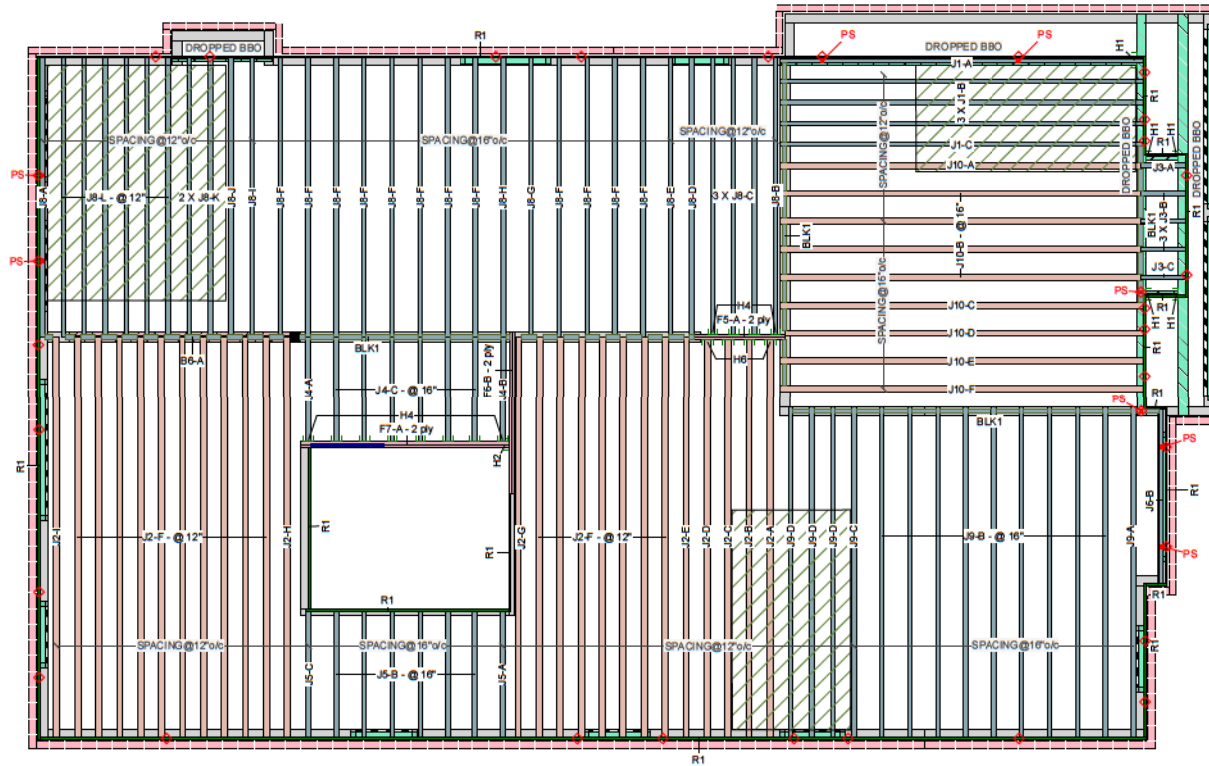 DROPPED BBO
R1
DROPPED BBO
PS
PS
H1
J1-A
SPACING@12"o/c
SPACING@16"o/c
SPACING@12"o/c
SPACING@12"o/c
3 X J1-B
J1-C
J10-A
DROPPED BBO
R1
H1
H1
R1
J3-A
DROPPED BBO
DROPPED BBO
PS
J8-A
J8-L - @ 12"
2 X J8-K
J8-J
J8-I
J8-F
J8-F
J8-F
J8-F
J8-F
J8-F
J8-F
J8-H
J8-G
J8-F
J8-F
J8-F
J8-F
J8-E
J8-D
3 X J8-C
J8-B
BLK1
J10-B - @ 16"
BLK1
3 X J3-B
R1
PS
J3-C
PS
R1
H1
H1
SPACING@16"o/c
J10-C
J10-D
J10-E
J10-F
R1
R1
PS
H4
F5-A - 2 ply
H6
B6-A
BLK1
F6-B - 2 ply
J4-A
J4-C - @ 16"
J4-B
H4
F7-A - 2 ply
H2
BLK1
PS
R1
J6-B
R1
PS
R1
R1
R1
J2-I
J2-F - @ 12"
J2-H
J2-G
J2-F - @ 12"
J2-E
J2-D
J2-C
J2-B
J2-A
J9-D
J9-D
J9-D
J9-D
J9-C
J9-B - @ 16"
J9-A
R1
R1
SPACING@12"o/c
SPACING@16"o/c
SPACING@12"o/c
SPACING@16"o/c
J5-C
J5-B - @ 16"
J5-A
R1